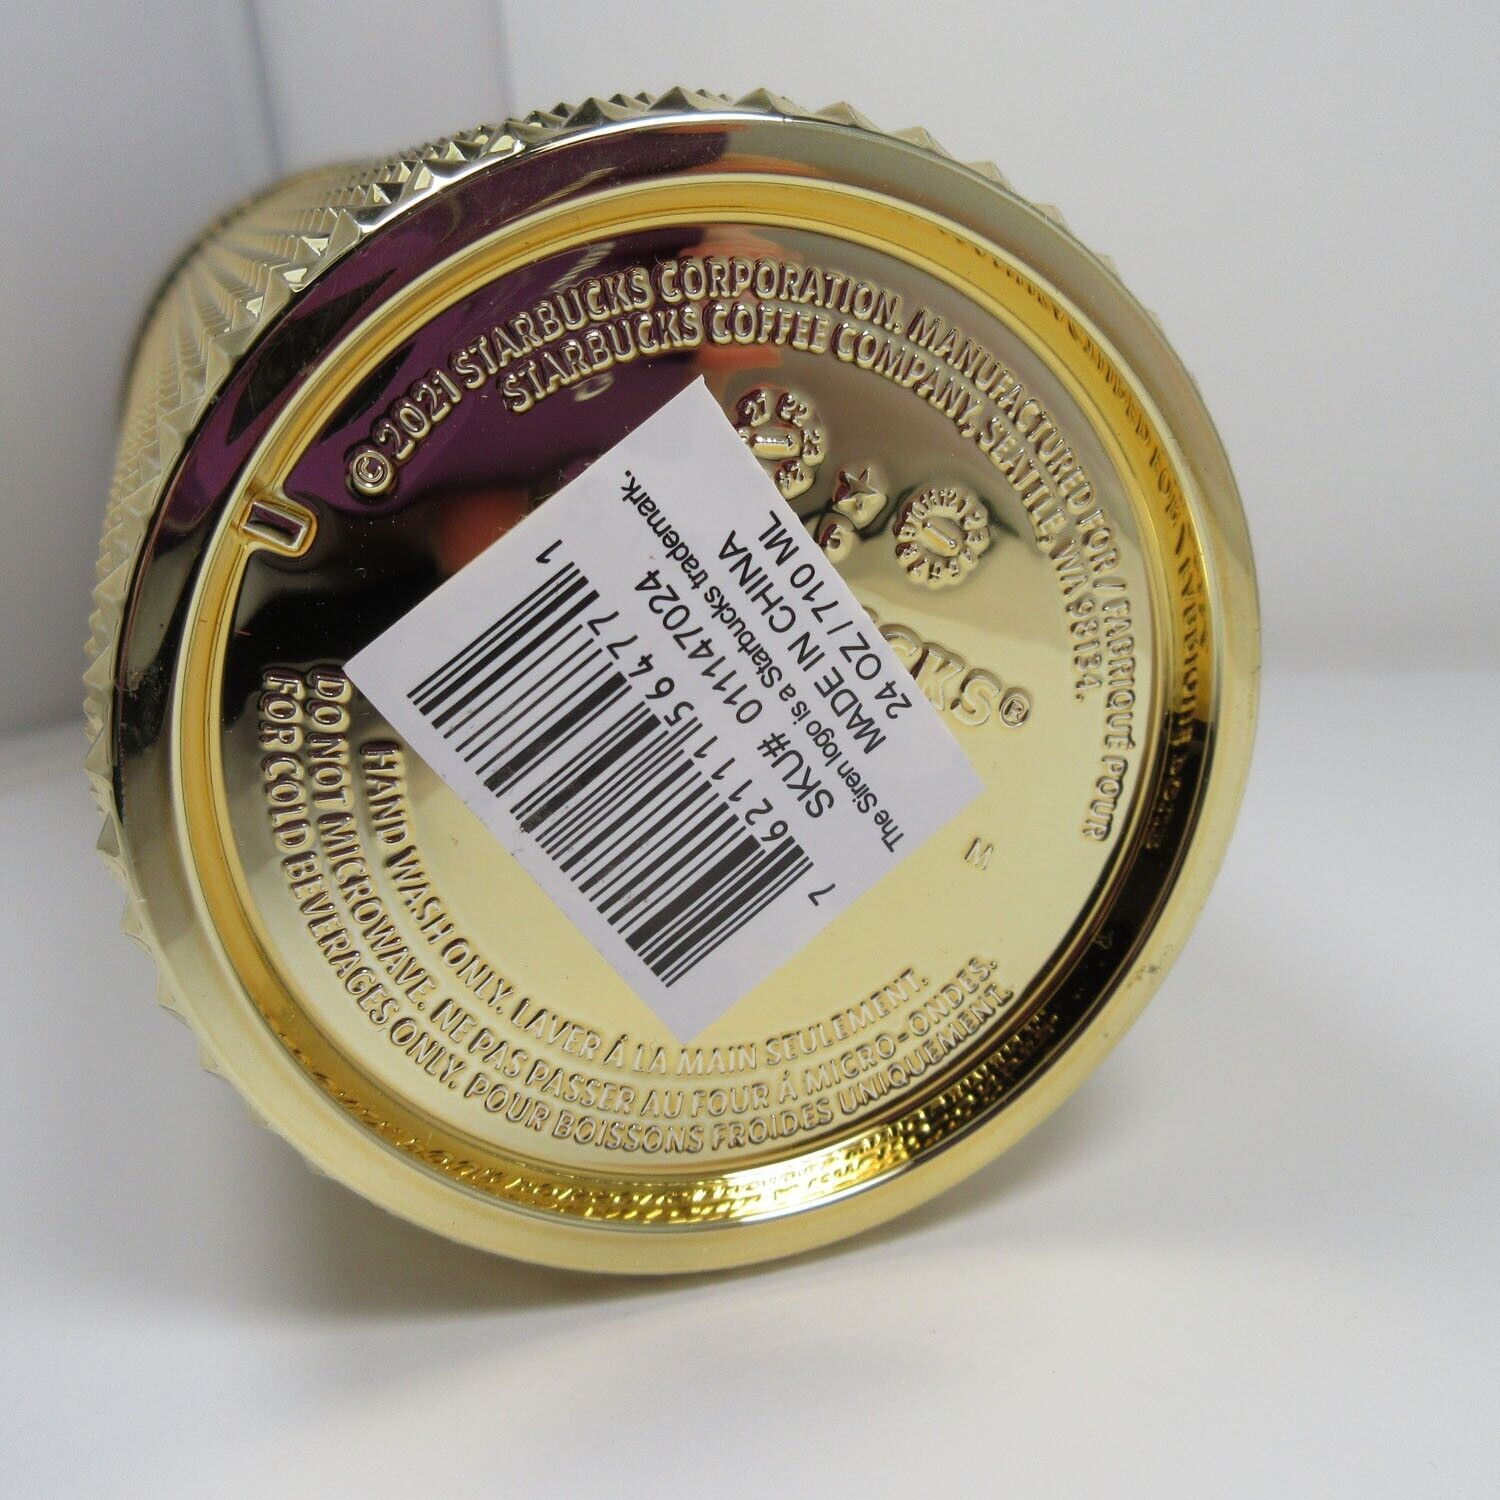 © 2021 STARBUCKS CORPORATION. MANUFACTURED FOR / FABRIQUÉ POUR
STARBUCKS COFFEE COMPANY, SEATTLE, WA 98134.
®
M
The Siren logo is a Starbucks trademark.
SKU# 011147024
MADE IN CHINA
24 OZ / 710 ML
7 62111 56477 1
HAND WASH ONLY. LAVER À LA MAIN SEULEMENT.
DO NOT MICROWAVE. NE PAS PASSER AU FOUR À MICRO-ONDES.
FOR COLD BEVERAGES ONLY. POUR BOISSONS FROIDES UNIQUEMENT.